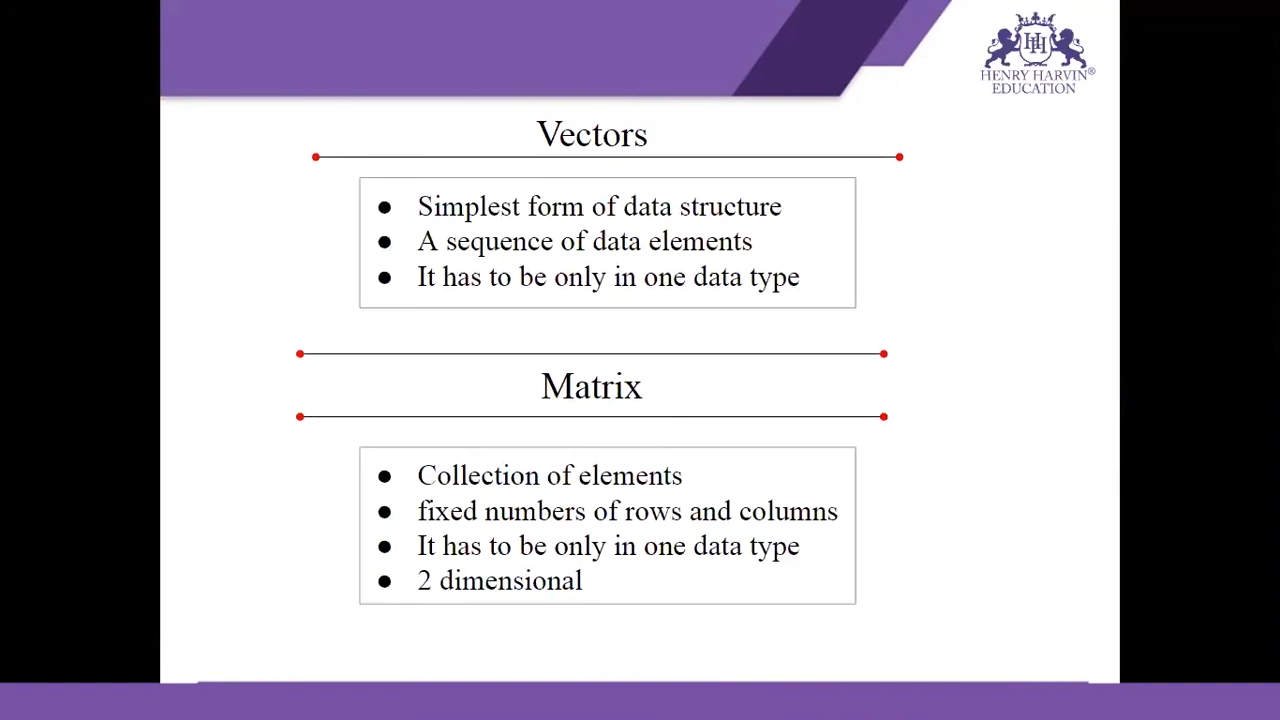 HENRY HARVIN®
EDUCATION
Vectors
● Simplest form of data structure
● A sequence of data elements
● It has to be only in one data type
Matrix
● Collection of elements
● fixed numbers of rows and columns
● It has to be only in one data type
● 2 dimensional